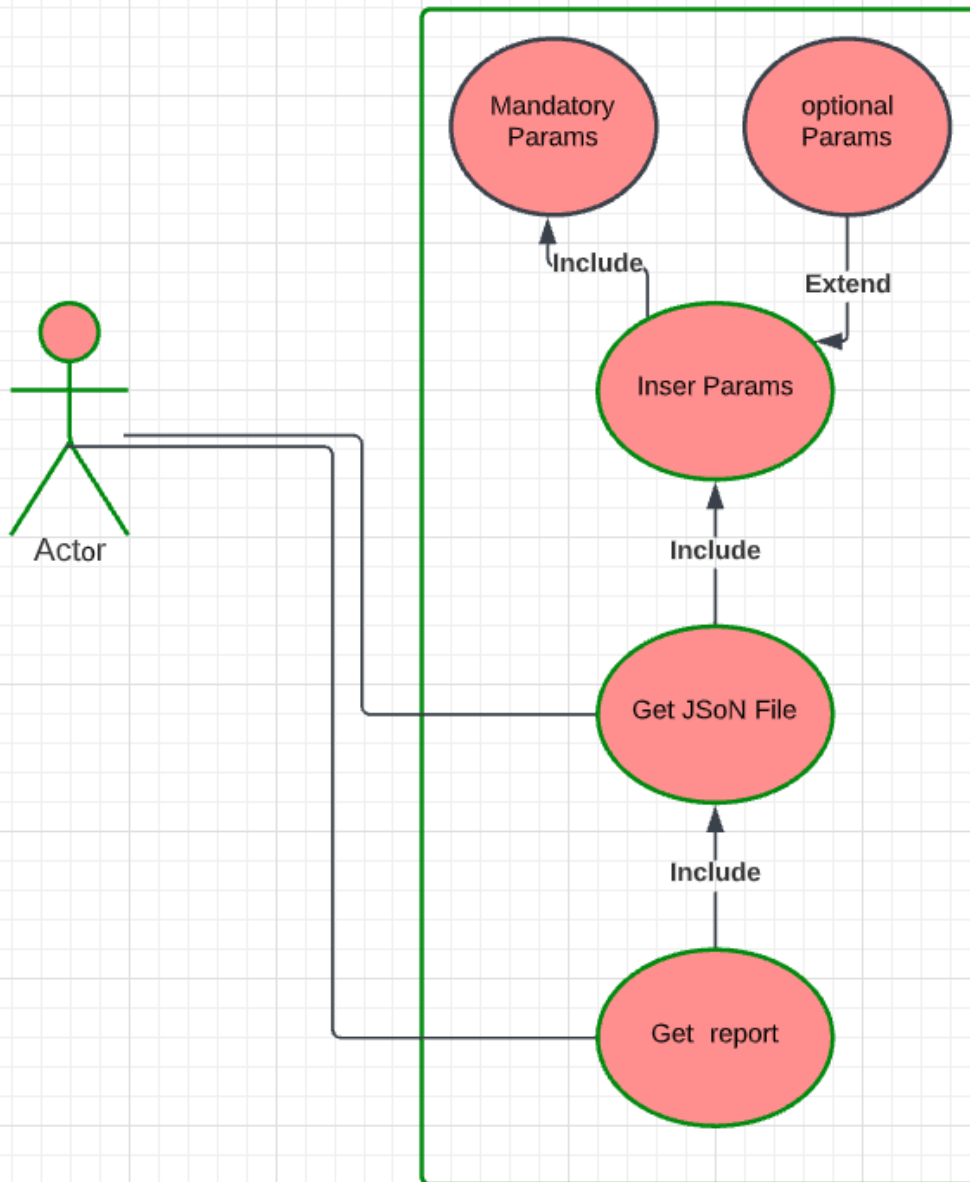 Mandatory
Params
optional
Params
Include
Extend
Inser Params
Actor
Include
Get JSoN File
Include
Get report